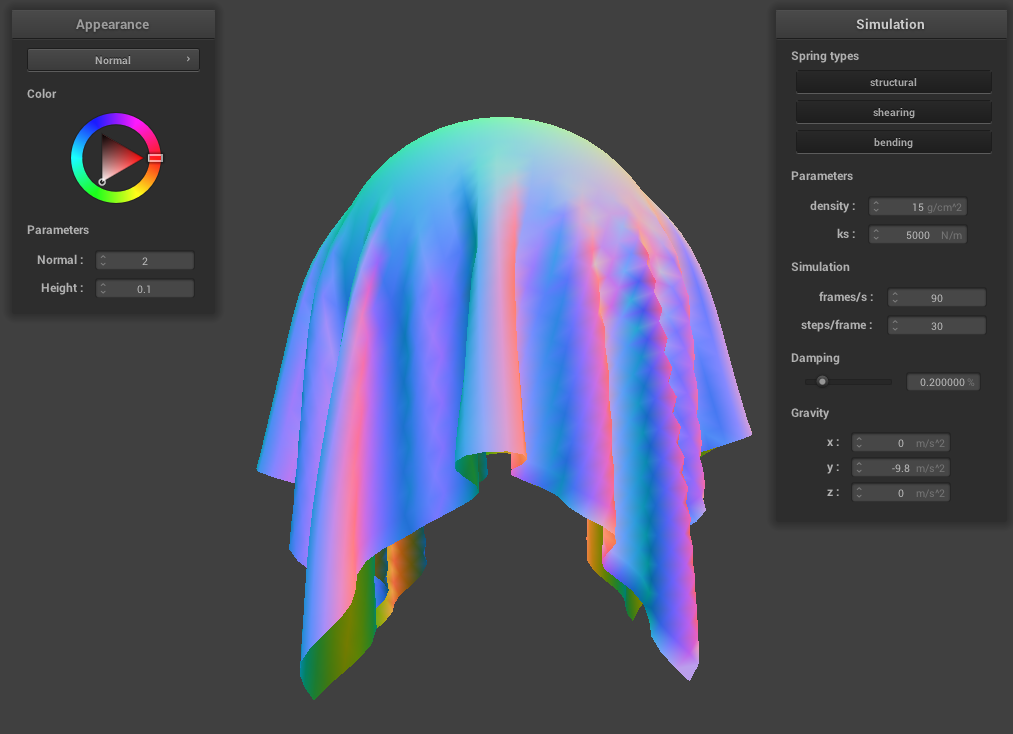 Appearance
Normal
Color
Parameters
Normal : 2
Height : 0.1
Simulation
Spring types
structural
shearing
bending
Parameters
density : 15 g/cm^2
ks : 5000 N/m
Simulation
frames/s : 90
steps/frame : 30
Damping
0.200000 %
Gravity
x : 0 m/s^2
y : -9.8 m/s^2
z : 0 m/s^2